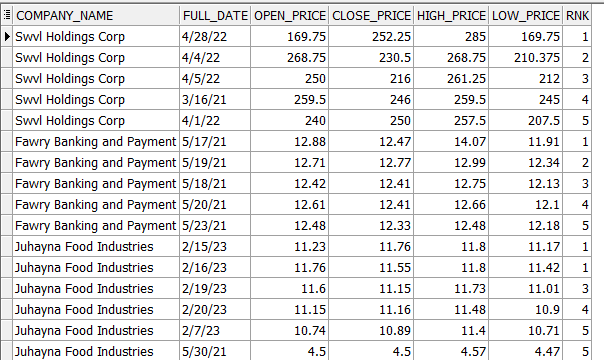 COMPANY_NAME FULL_DATE OPEN_PRICE CLOSE_PRICE HIGH_PRICE LOW_PRICE RNK
Swvl Holdings Corp 4/28/22 169.75 252.25 285 169.75 1
Swvl Holdings Corp 4/4/22 268.75 230.5 268.75 210.375 2
Swvl Holdings Corp 4/5/22 250 216 261.25 212 3
Swvl Holdings Corp 3/16/21 259.5 246 259.5 245 4
Swvl Holdings Corp 4/1/22 240 250 257.5 207.5 5
Fawry Banking and Payment 5/17/21 12.88 12.47 14.07 11.91 1
Fawry Banking and Payment 5/19/21 12.71 12.77 12.99 12.34 2
Fawry Banking and Payment 5/18/21 12.42 12.41 12.75 12.13 3
Fawry Banking and Payment 5/20/21 12.61 12.41 12.66 12.1 4
Fawry Banking and Payment 5/23/21 12.48 12.33 12.48 12.18 5
Juhayna Food Industries 2/15/23 11.23 11.76 11.8 11.17 1
Juhayna Food Industries 2/16/23 11.76 11.55 11.8 11.42 1
Juhayna Food Industries 2/19/23 11.6 11.15 11.73 11.01 3
Juhayna Food Industries 2/20/23 11.15 11.16 11.48 10.9 4
Juhayna Food Industries 2/7/23 10.74 10.89 11.4 10.71 5
Juhayna Food Industries 5/30/21 4.5 4.5 4.57 4.47 5